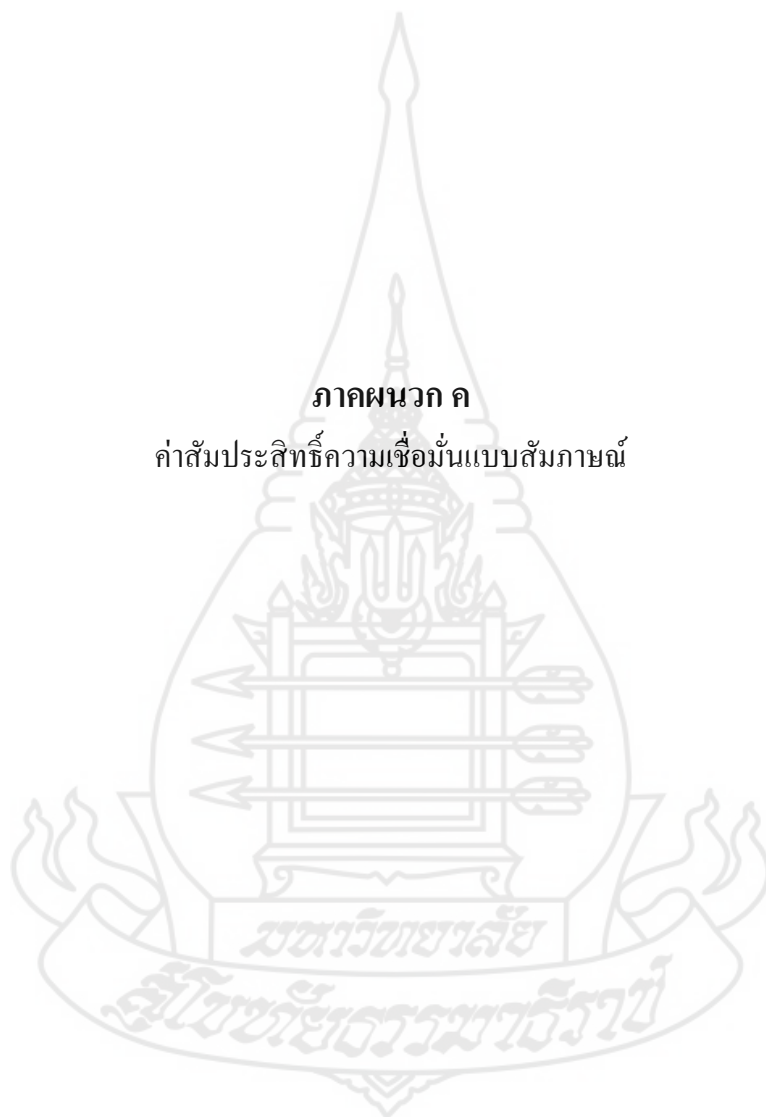 ภาคผนวก ค
ค่าสัมประสิทธิ์ความเชื่อมั่นแบบสัมภาษณ์
มหาวิทยาลัย
สุโขทัยธรรมาธิราช